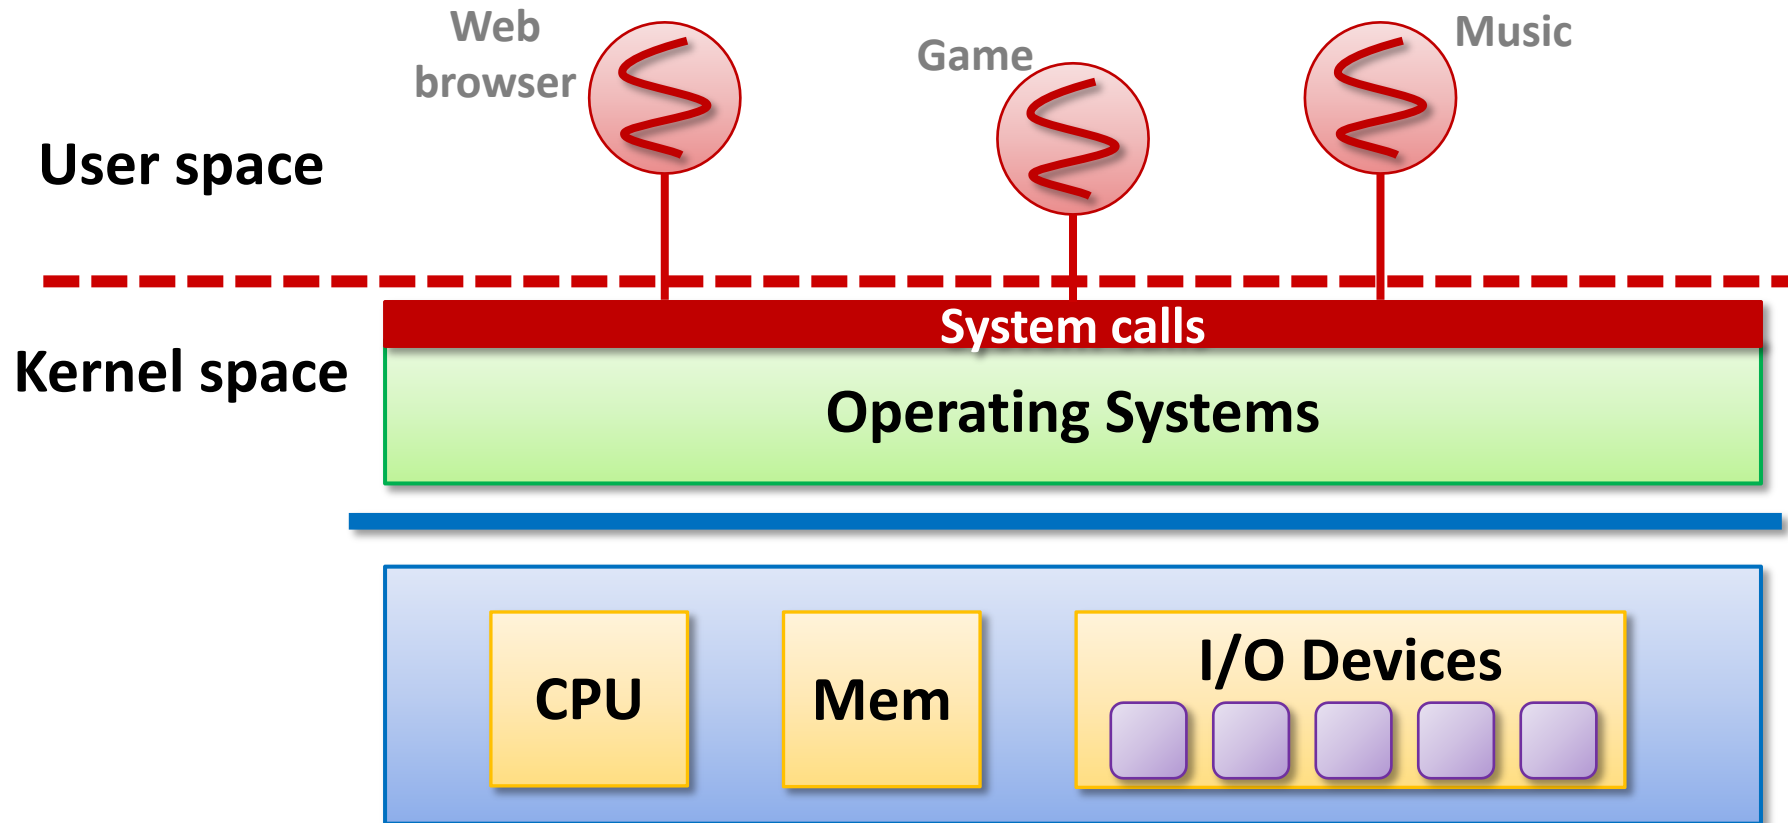 Web
browser
Game
Music
User space
System calls
Kernel space
Operating Systems
CPU
Mem
I/O Devices